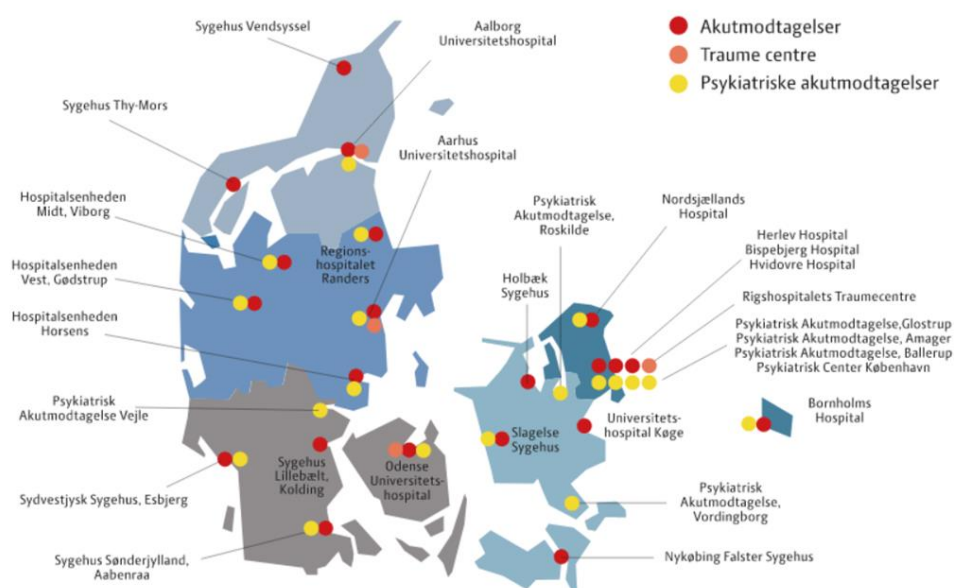 Akutmodtagelser
Traume centre
Psykiatriske akutmodtagelser
Sygehus Vendsyssel
Aalborg
Universitetshospital
Sygehus Thy-Mors
Aarhus
Universitetshospital
Hospitalsenheden
Midt, Viborg
Regions-
hospitalet
Randers
Hospitalsenheden
Vest, Gødstrup
Hospitalsenheden
Horsens
Psykiatrisk
Akutmodtagelse Vejle
Sydvestjysk Sygehus, Esbjerg
Sygehus
Lillebælt,
Kolding
Odense
Universitets-
hospital
Sygehus Sønderjylland,
Aabenraa
Psykiatrisk
Akutmodtagelse,
Roskilde
Holbæk
Sygehus
Nordsjællands
Hospital
Herlev Hospital
Bispebjerg Hospital
Hvidovre Hospital
Rigshospitalets Traumecentre
Psykiatrisk Akutmodtagelse,Glostrup
Psykiatrisk Akutmodtagelse, Amager
Psykiatrisk Akutmodtagelse, Ballerup
Psykiatrisk Center København
Slagelse
Sygehus
Universitets-
hospital Køge
Bornholms
Hospital
Psykiatrisk
Akutmodtagelse,
Vordingborg
Nykøbing Falster Sygehus